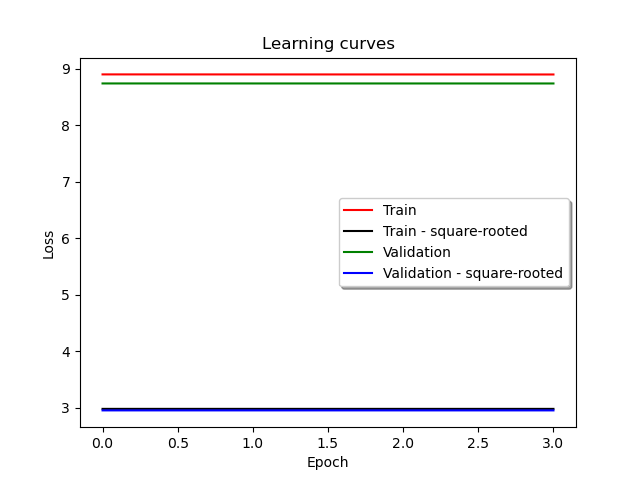 Learning curves
9
8
7
6
5
4
3
Loss
Train
Train - square-rooted
Validation
Validation - square-rooted
0.0 0.5 1.0 1.5 2.0 2.5 3.0
Epoch